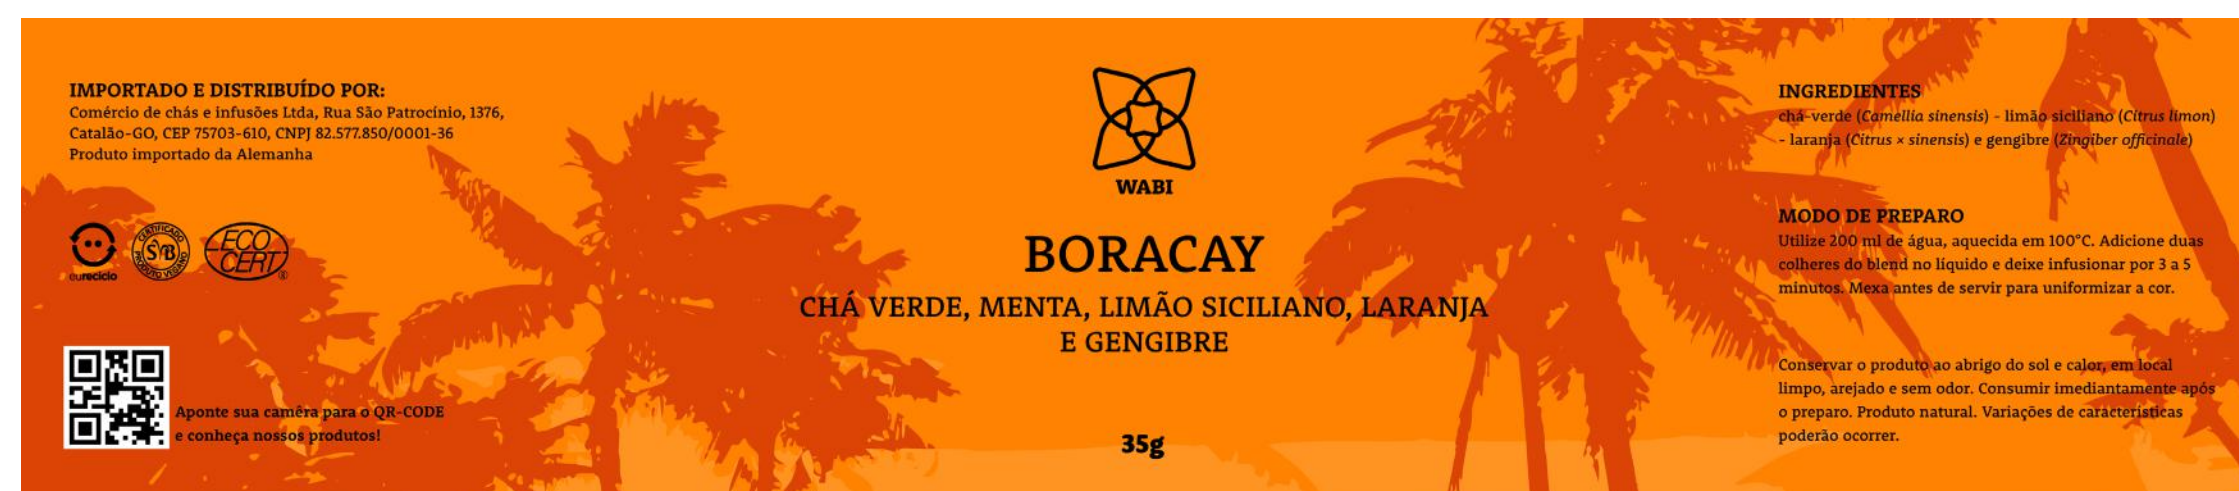 IMPORTADO E DISTRIBUÍDO POR:
Comércio de chás e infusões Ltda, Rua São Patrocínio, 1376,
Catalão-GO, CEP 75703-610, CNPJ 82.577.850/0001-36
Produto importado da Alemanha
eureciclo
CERTIFICADO
SVB
PRODUTO VEGANO
ECO
CERT
®
Aponte sua camêra para o QR-CODE
e conheça nossos produtos!
WABI
BORACAY
CHÁ VERDE, MENTA, LIMÃO SICILIANO, LARANJA
E GENGIBRE
35g
INGREDIENTES
chá-verde (Camellia sinensis) - limão siciliano (Citrus limon)
- laranja (Citrus × sinensis) e gengibre (Zingiber officinale)
MODO DE PREPARO
Utilize 200 ml de água, aquecida em 100°C. Adicione duas
colheres do blend no líquido e deixe infusionar por 3 a 5
minutos. Mexa antes de servir para uniformizar a cor.
Conservar o produto ao abrigo do sol e calor, em local
limpo, arejado e sem odor. Consumir imediantamente após
o preparo. Produto natural. Variações de características
poderão ocorrer.